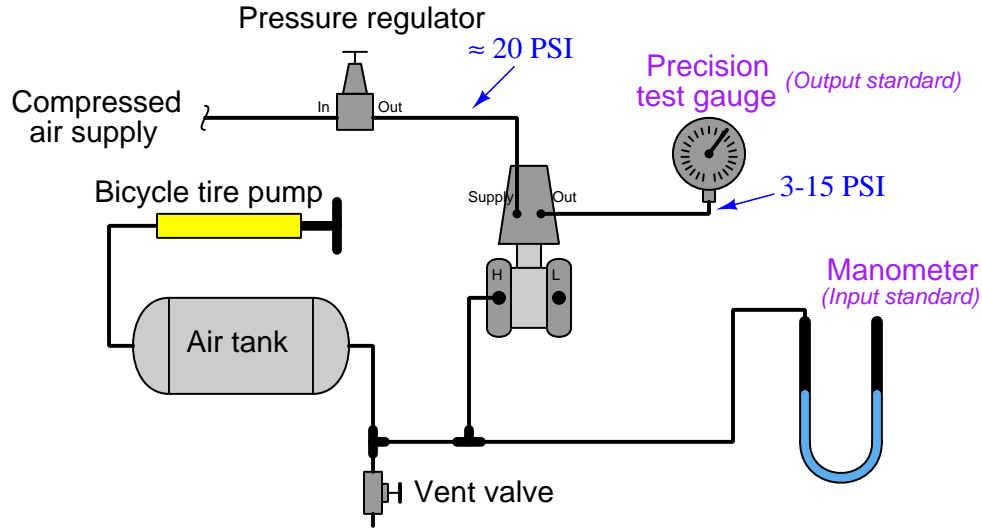 Pressure regulator
≈ 20 PSI
Precision
test gauge
(Output standard)
Compressed
air supply
In
Out
Bicycle tire pump
Supply
Out
3-15 PSI
H
L
Manometer
(Input standard)
Air tank
Vent valve